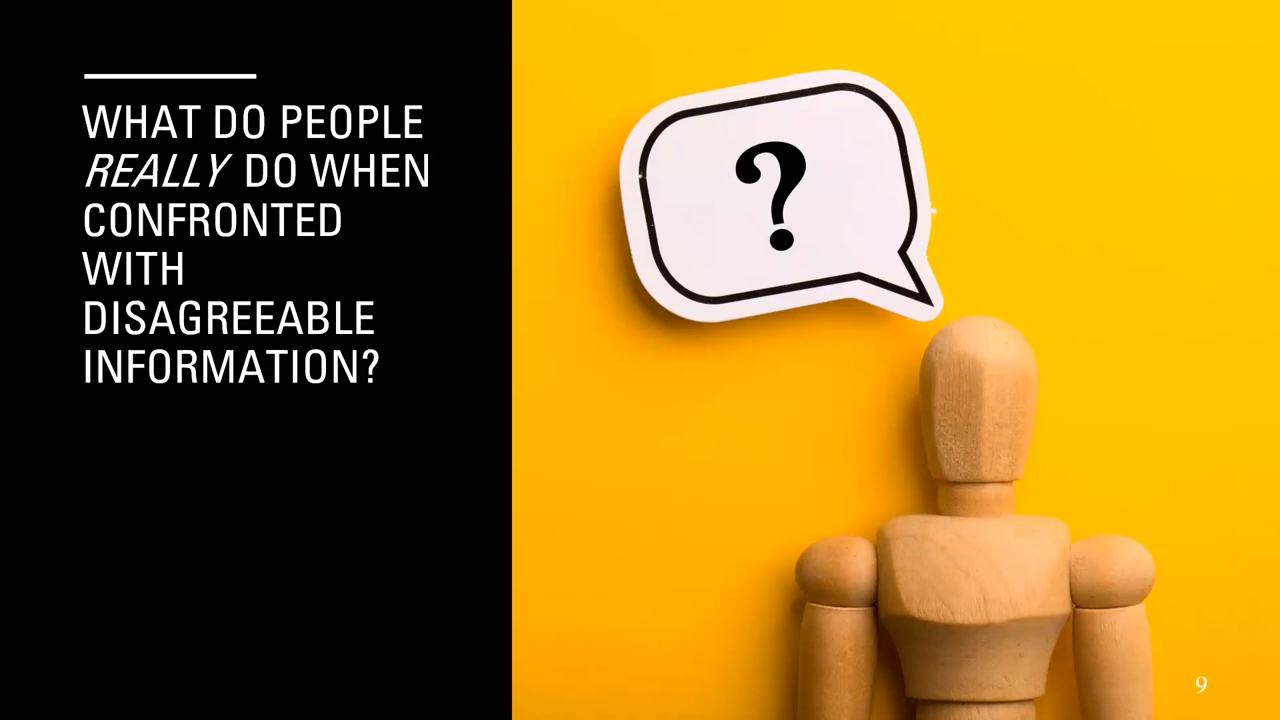 WHAT DO PEOPLE
REALLY DO WHEN
CONFRONTED
WITH
DISAGREEABLE
INFORMATION?
?
9